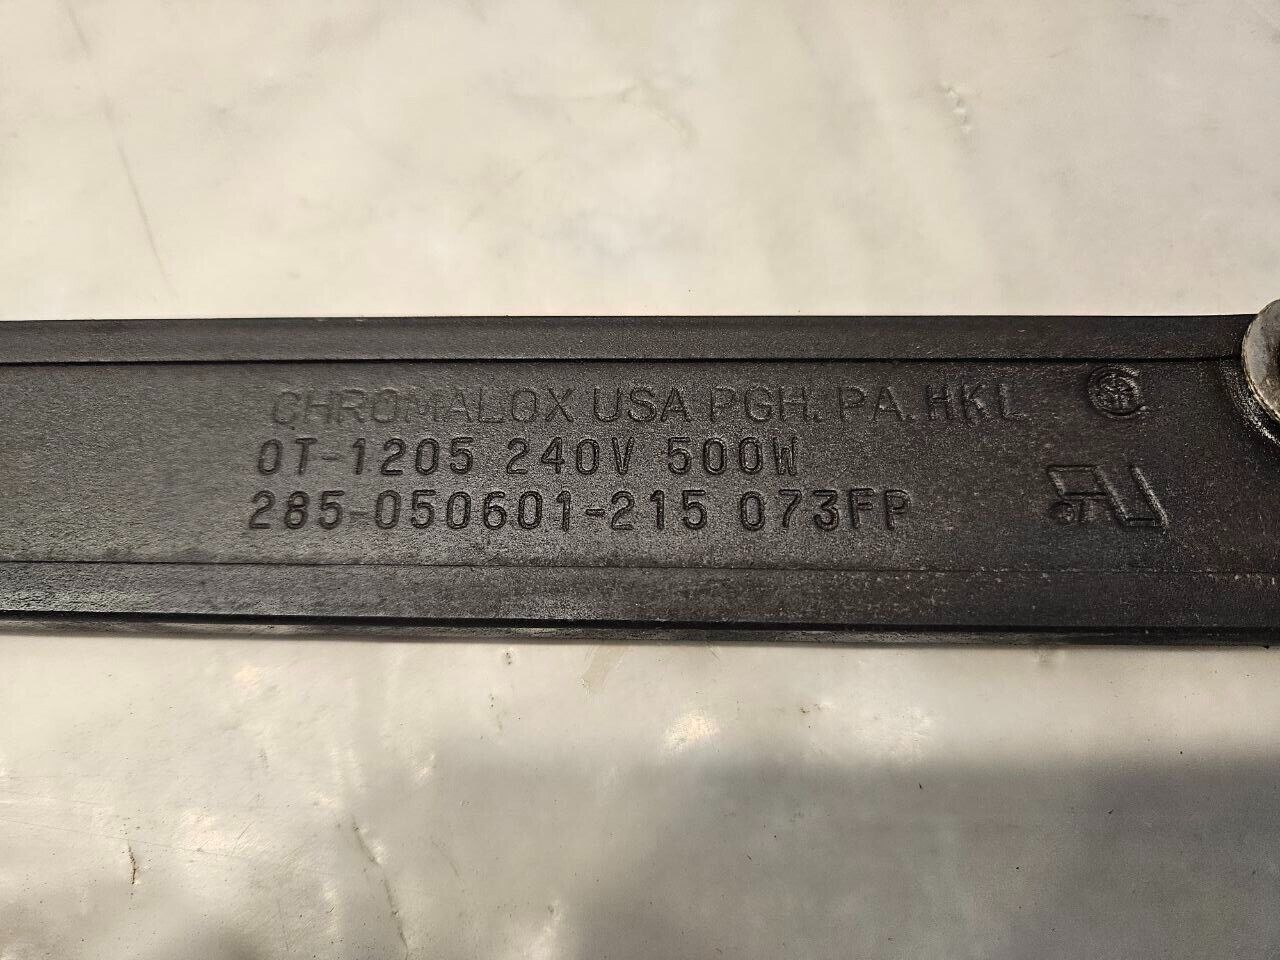 CHROMALOX USA PGH. PA. HKL
OT-1205 240V 500W
285-050601-215 073FP